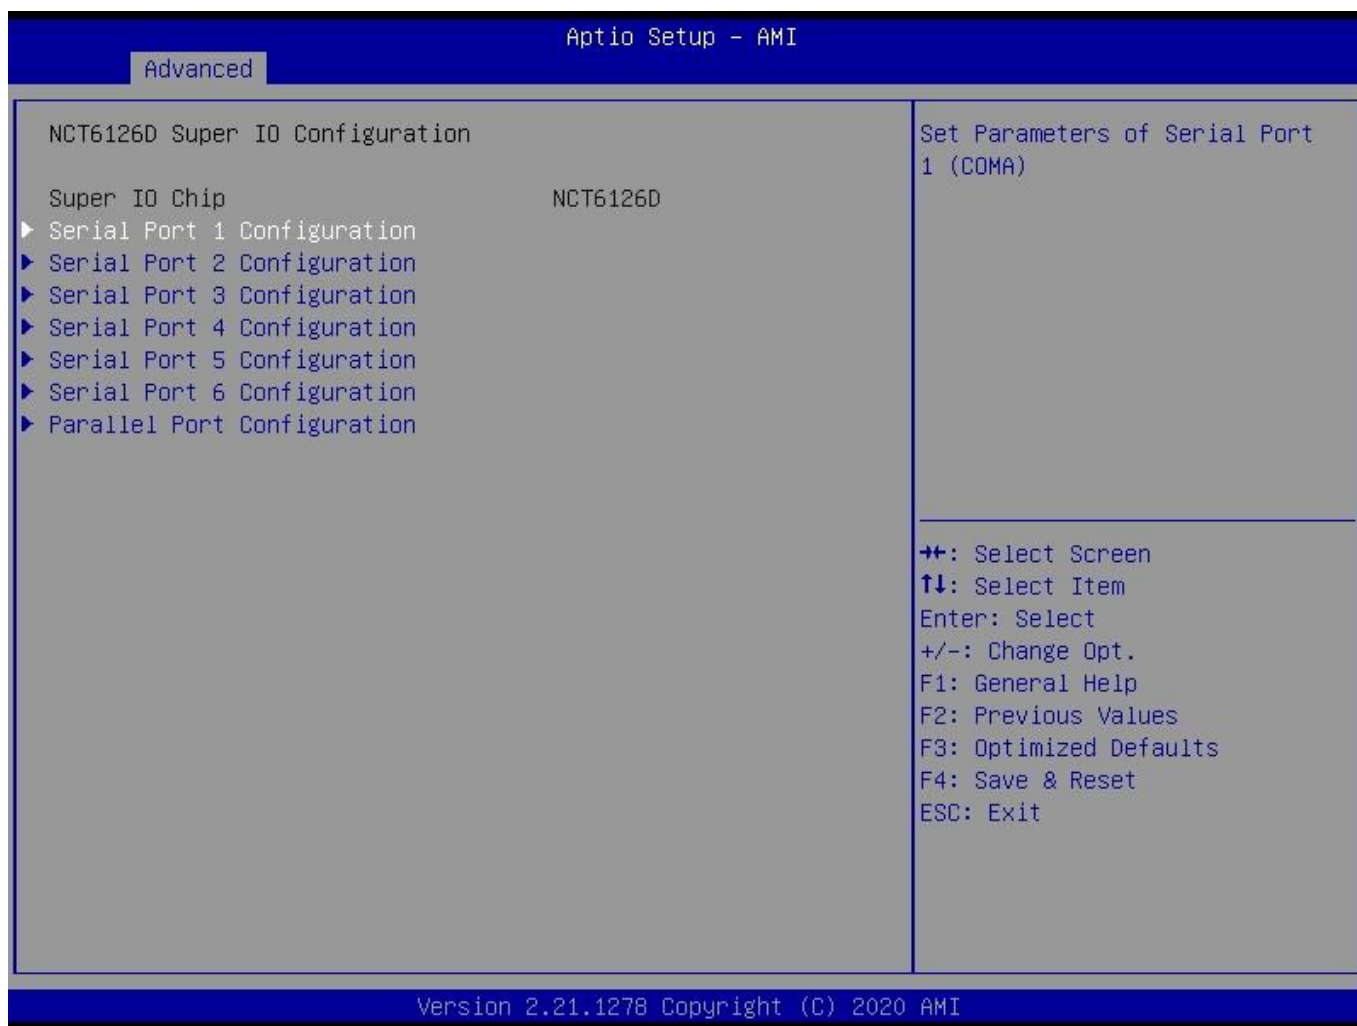 Aptio Setup – AMI
Advanced
NCT6126D Super IO Configuration
Super IO Chip NCT6126D
Serial Port 1 Configuration
Serial Port 2 Configuration
Serial Port 3 Configuration
Serial Port 4 Configuration
Serial Port 5 Configuration
Serial Port 6 Configuration
Parallel Port Configuration
Set Parameters of Serial Port
1 (COMA)
→←: Select Screen
↑↓: Select Item
Enter: Select
+/-: Change Opt.
F1: General Help
F2: Previous Values
F3: Optimized Defaults
F4: Save & Reset
ESC: Exit
Version 2.21.1278 Copyright (C) 2020 AMI